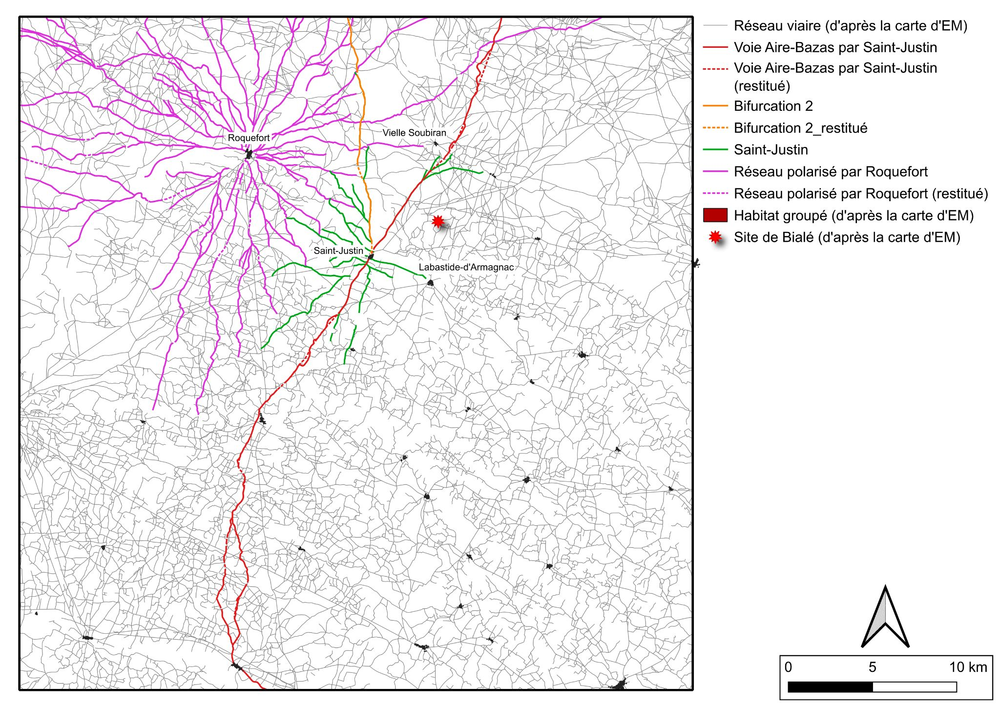 Réseau viaire (d'après la carte d'EM)
Voie Aire-Bazas par Saint-Justin
Voie Aire-Bazas par Saint-Justin
(restitué)
Bifurcation 2
Bifurcation 2_restitué
Saint-Justin
Réseau polarisé par Roquefort
Réseau polarisé par Roquefort (restitué)
Habitat groupé (d'après la carte d'EM)
Site de Bialé (d'après la carte d'EM)
Vielle Soubiran
Roquefort
Saint-Justin
Labastide-d'Armagnac
0 5 10 km